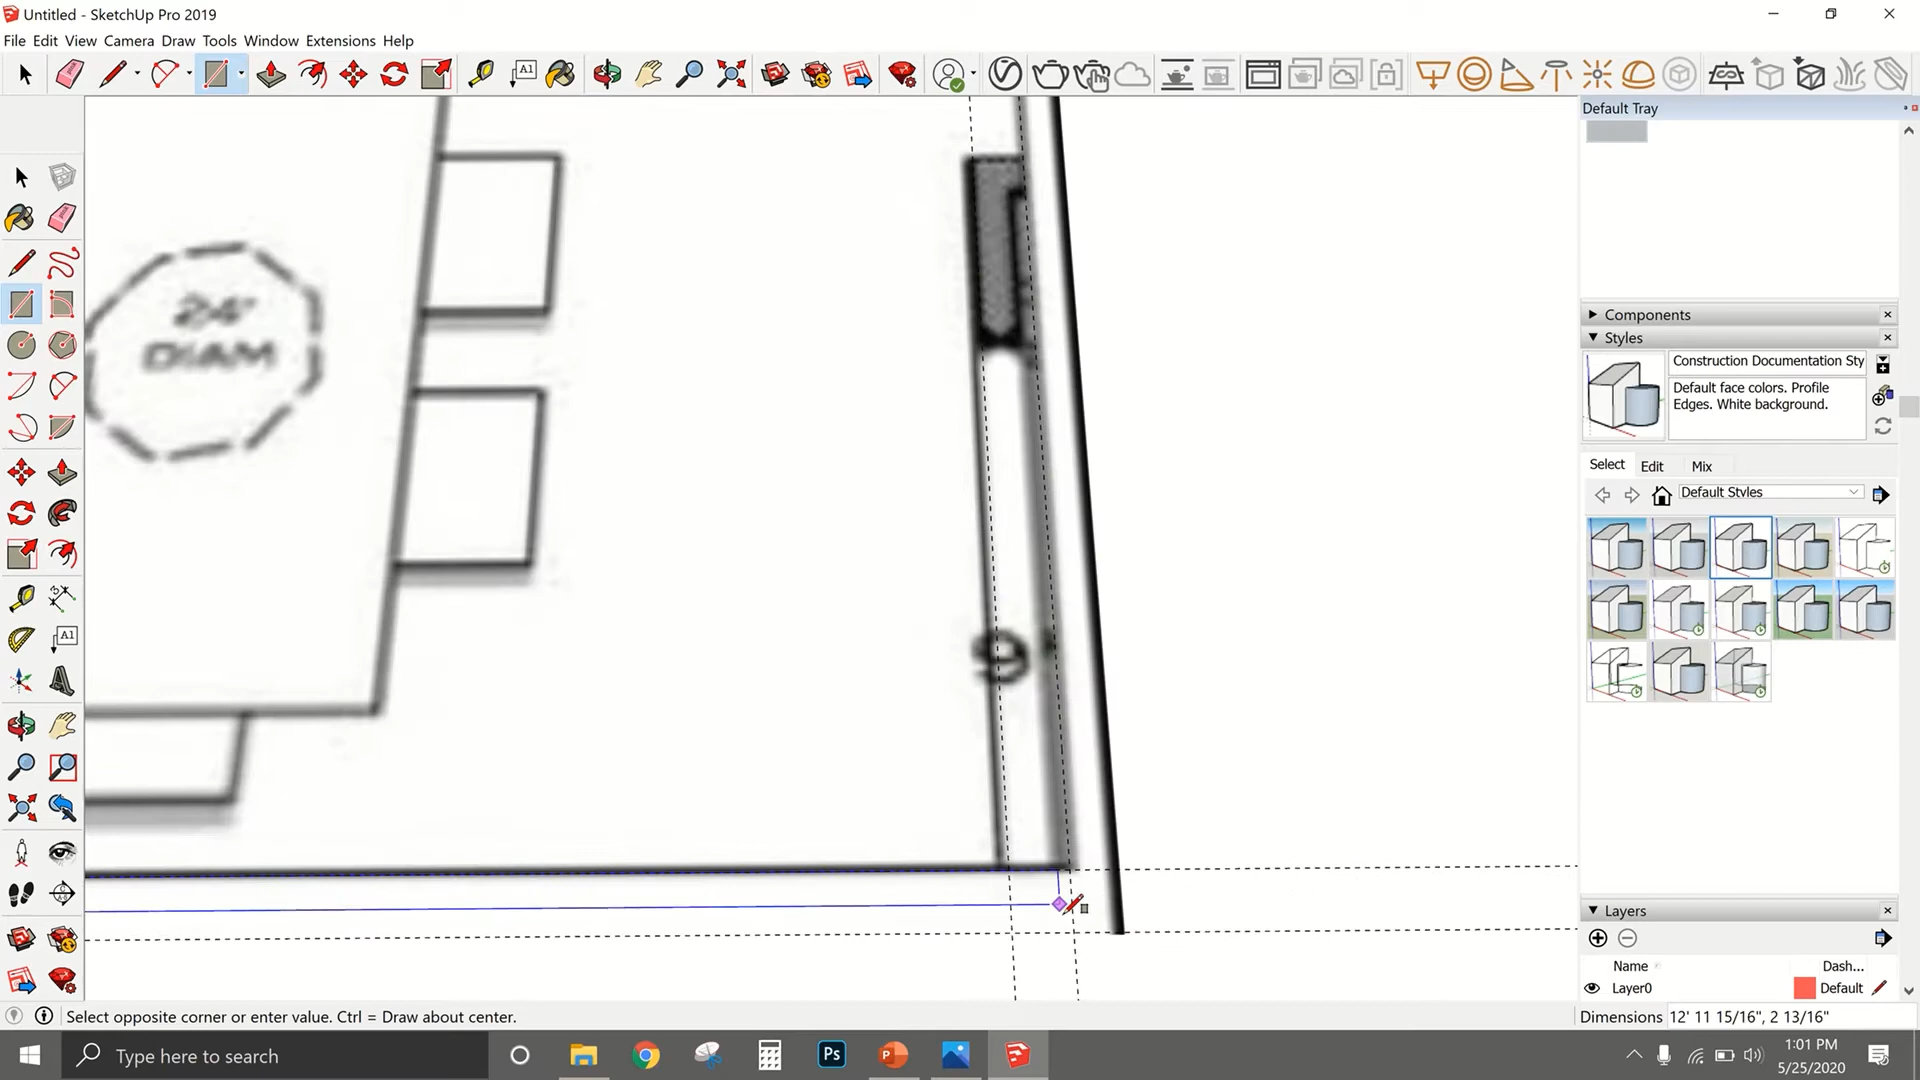 Untitled - SketchUp Pro 2019
File Edit View Camera Draw Tools Window Extensions Help
A1
Default Tray
24"
DIAM
Components
Styles
Construction Documentation Sty
Default face colors. Profile
Edges. White background.
Select Edit Mix
Default Styles
A1
9
Layers
Name Dash...
Layer0 Default
Select opposite corner or enter value. Ctrl = Draw about center.
Dimensions 12' 11 15/16", 2 13/16"
Type here to search
Ps
1:01 PM
5/25/2020